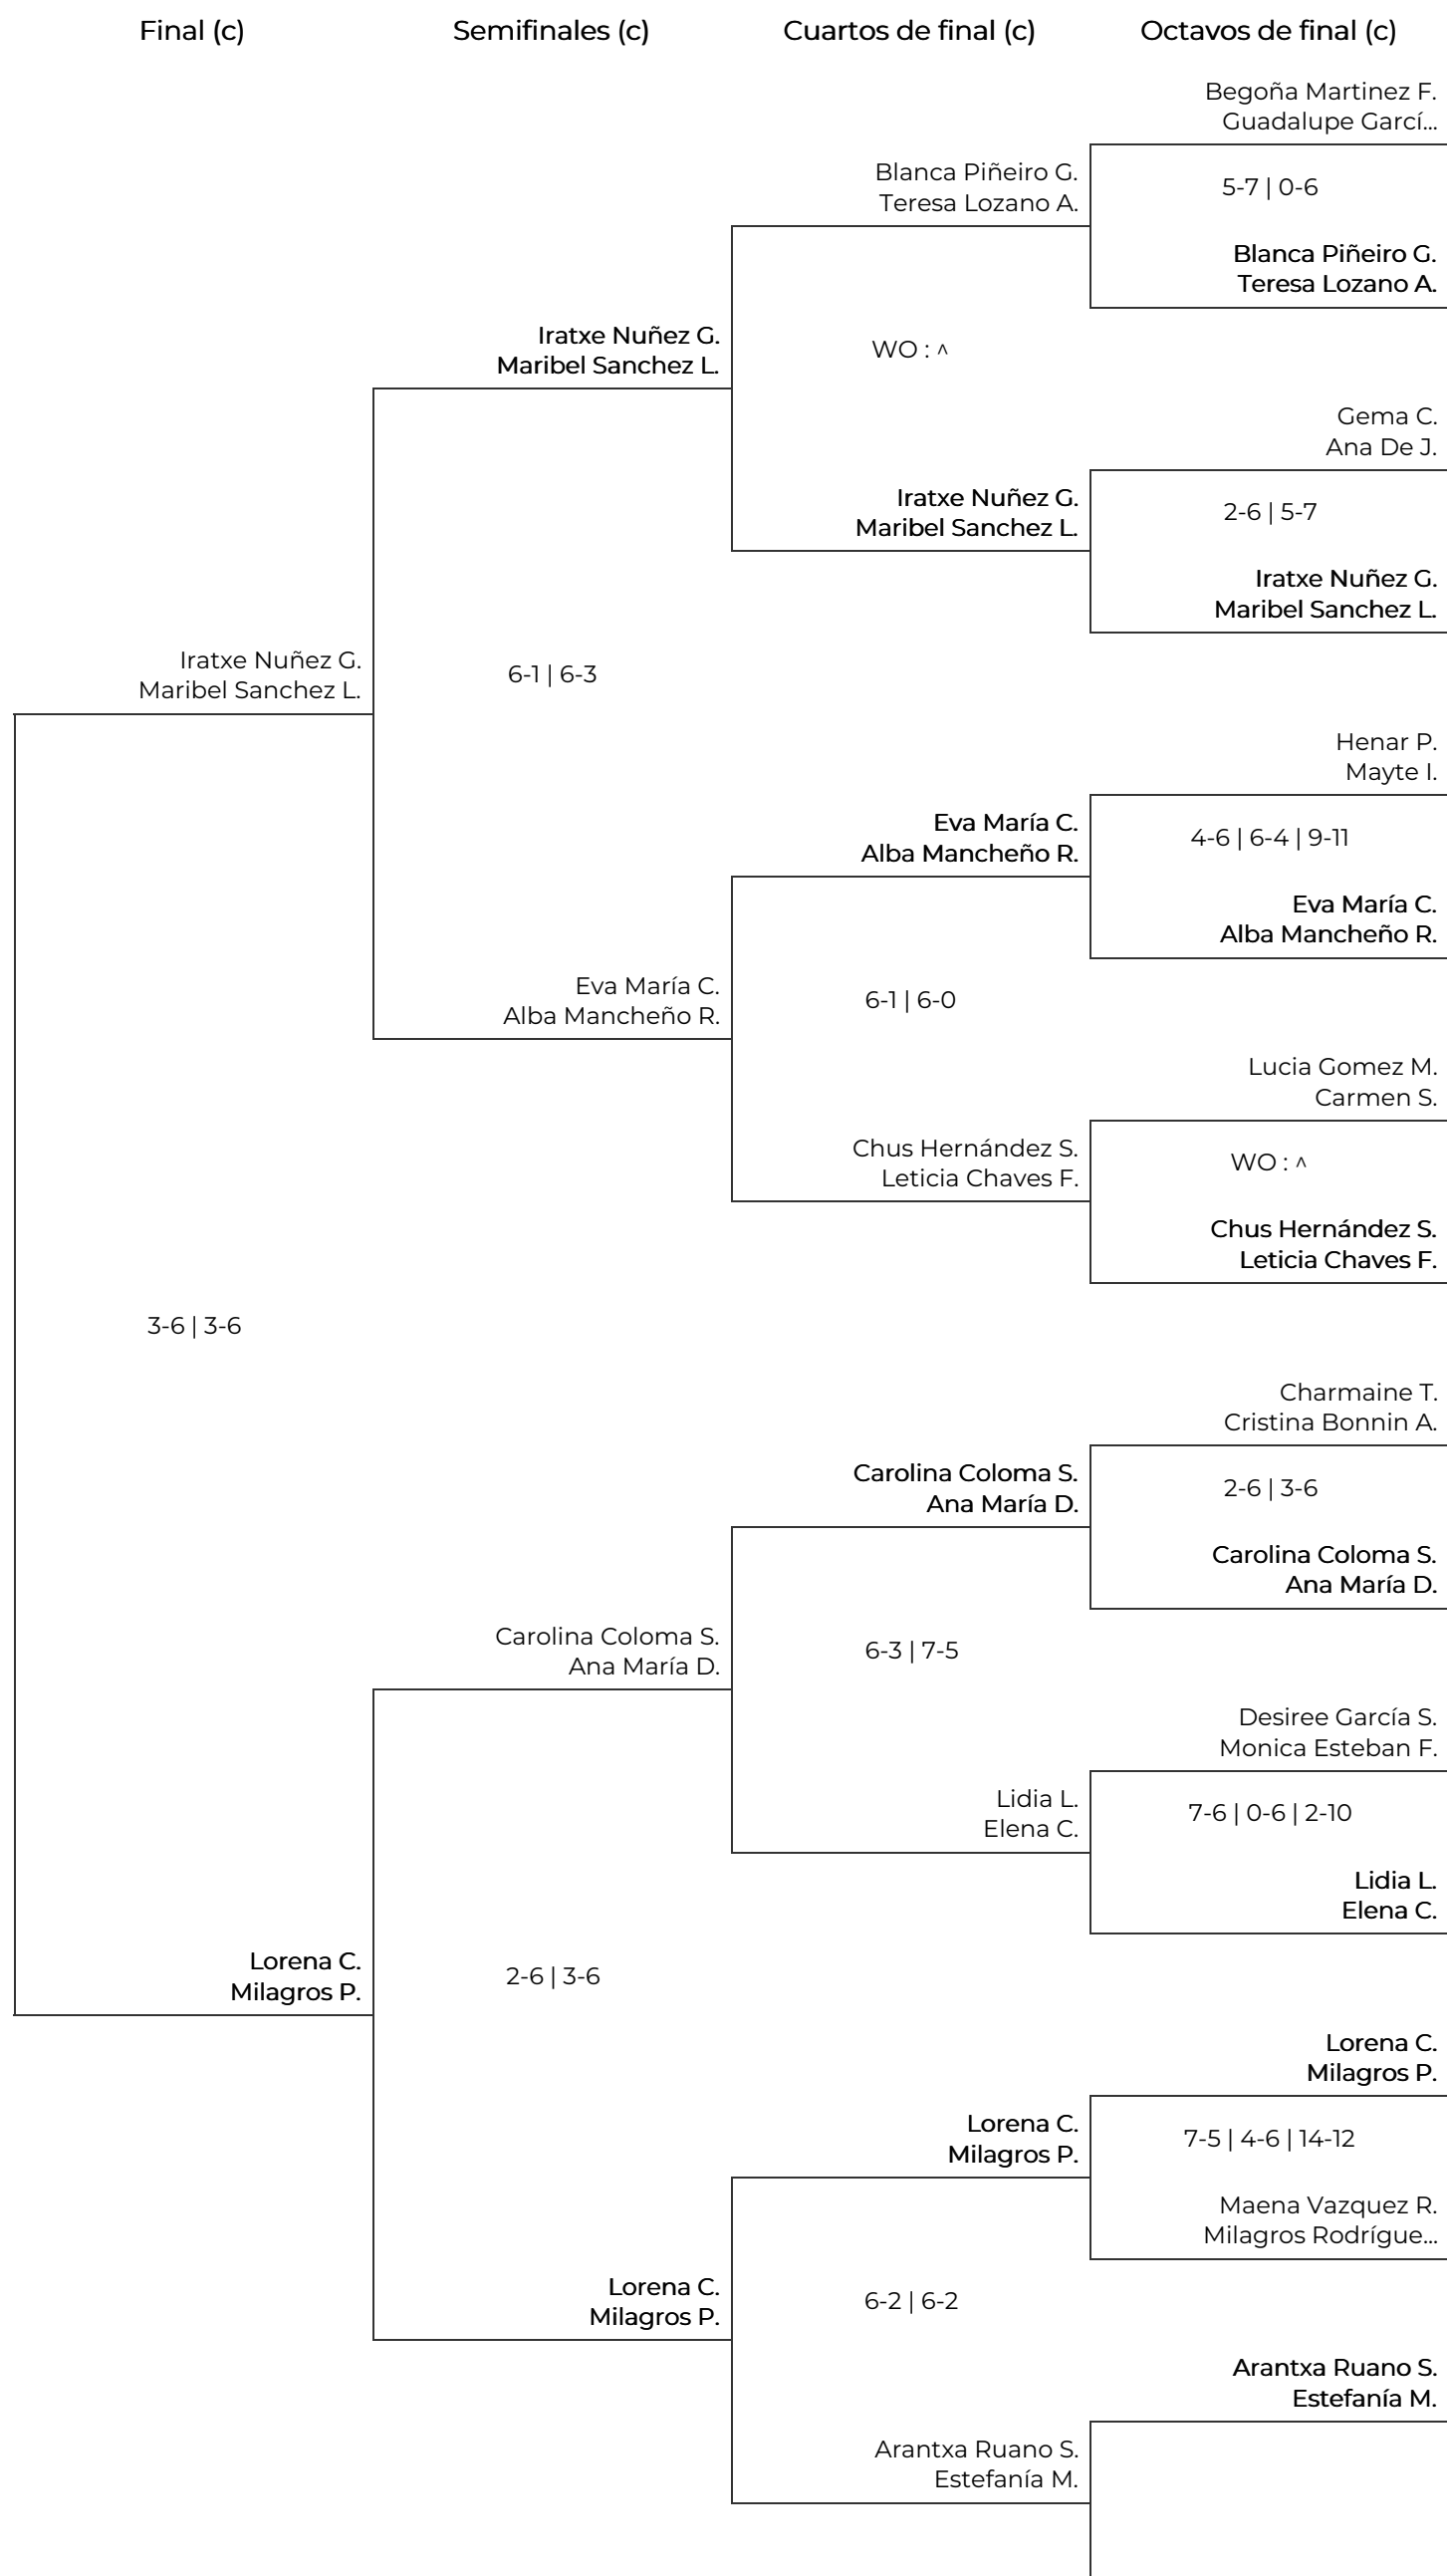 Final (c)
Semifinales (c)
Cuartos de final (c)
Octavos de final (c)
Begoña Martinez F.
Guadalupe Garcí...
Blanca Piñeiro G.
Teresa Lozano A.
5-7 | 0-6
Blanca Piñeiro G.
Teresa Lozano A.
Iratxe Nuñez G.
Maribel Sanchez L.
WO : ^
Gema C.
Ana De J.
Iratxe Nuñez G.
Maribel Sanchez L.
2-6 | 5-7
Iratxe Nuñez G.
Maribel Sanchez L.
Iratxe Nuñez G.
Maribel Sanchez L.
6-1 | 6-3
Henar P.
Mayte I.
Eva María C.
Alba Mancheño R.
4-6 | 6-4 | 9-11
Eva María C.
Alba Mancheño R.
Eva María C.
Alba Mancheño R.
6-1 | 6-0
Lucia Gomez M.
Carmen S.
Chus Hernández S.
Leticia Chaves F.
WO : ^
Chus Hernández S.
Leticia Chaves F.
3-6 | 3-6
Charmaine T.
Cristina Bonnin A.
Carolina Coloma S.
Ana María D.
2-6 | 3-6
Carolina Coloma S.
Ana María D.
Carolina Coloma S.
Ana María D.
6-3 | 7-5
Desiree García S.
Monica Esteban F.
Lidia L.
Elena C.
7-6 | 0-6 | 2-10
Lidia L.
Elena C.
Lorena C.
Milagros P.
2-6 | 3-6
Lorena C.
Milagros P.
Lorena C.
Milagros P.
7-5 | 4-6 | 14-12
Maena Vazquez R.
Milagros Rodrígue...
Lorena C.
Milagros P.
6-2 | 6-2
Arantxa Ruano S.
Estefanía M.
Arantxa Ruano S.
Estefanía M.